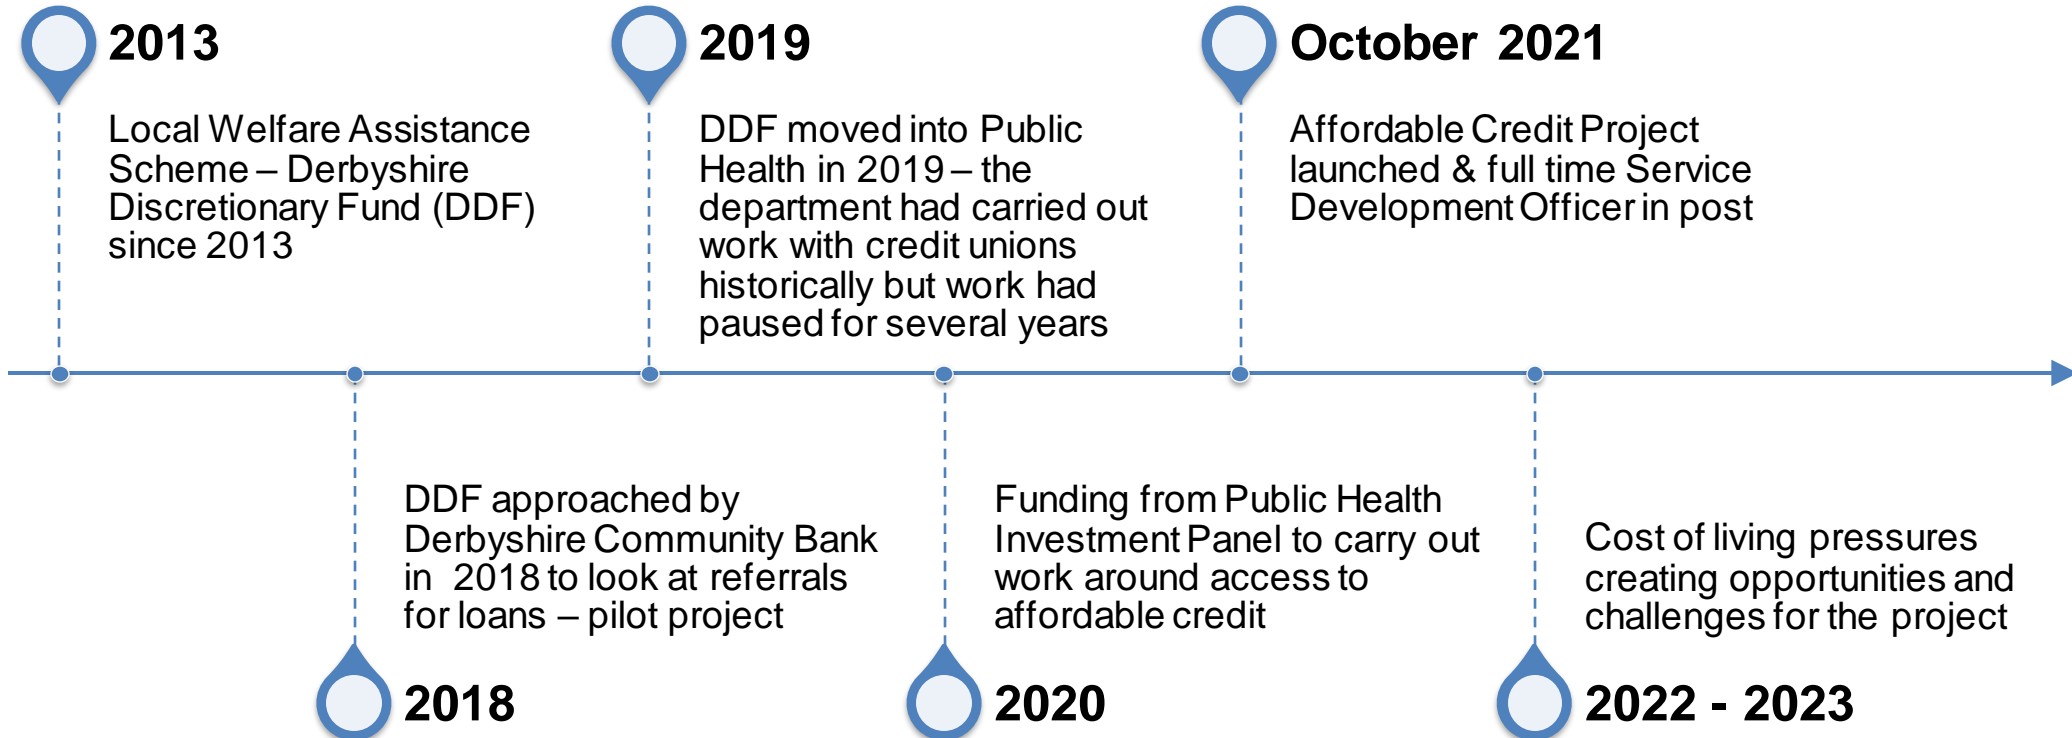 2013
Local Welfare Assistance
Scheme – Derbyshire
Discretionary Fund (DDF)
since 2013
2018
DDF approached by
Derbyshire Community Bank
in 2018 to look at referrals
for loans – pilot project
2019
DDF moved into Public
Health in 2019 – the
department had carried out
work with credit unions
historically but work had
paused for several years
2020
Funding from Public Health
Investment Panel to carry out
work around access to
affordable credit
October 2021
Affordable Credit Project
launched & full time Service
Development Officer in post
2022 - 2023
Cost of living pressures
creating opportunities and
challenges for the project